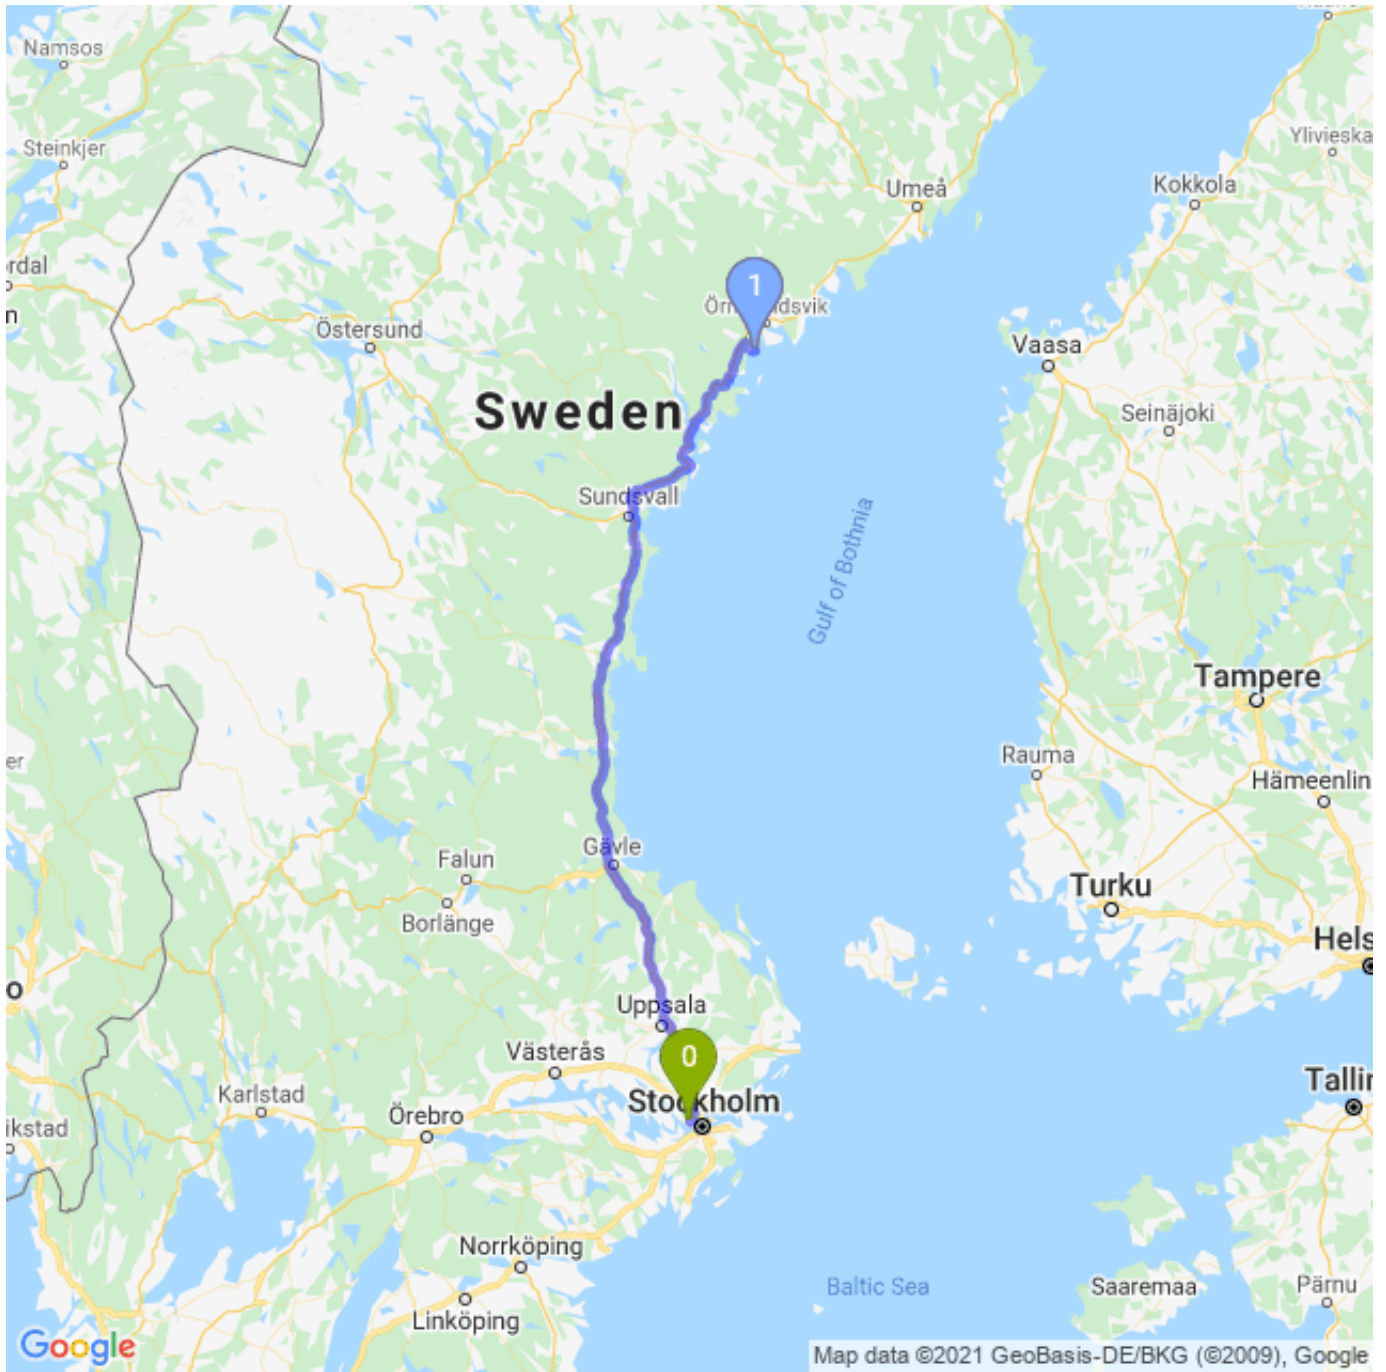 Namsos
Steinkjer
Ylivieska
Umeå
Kokkola
rdal
n
1
Östersund
Vaasa
Sweden
Seinäjoki
Sundsvall
Gulf of Bothnia
Tampere
Rauma
er
Hämeenlin
Gävle
Falun
Turku
Borlänge
Hels
o
Uppsala
Västerås
0
Tallin
Karlstad
Stockholm
Örebro
ikstad
Norrköping
Baltic Sea
Saaremaa
Pärnu
Linköping
Google
Map data ©2021 GeoBasis-DE/BKG (©2009), Google